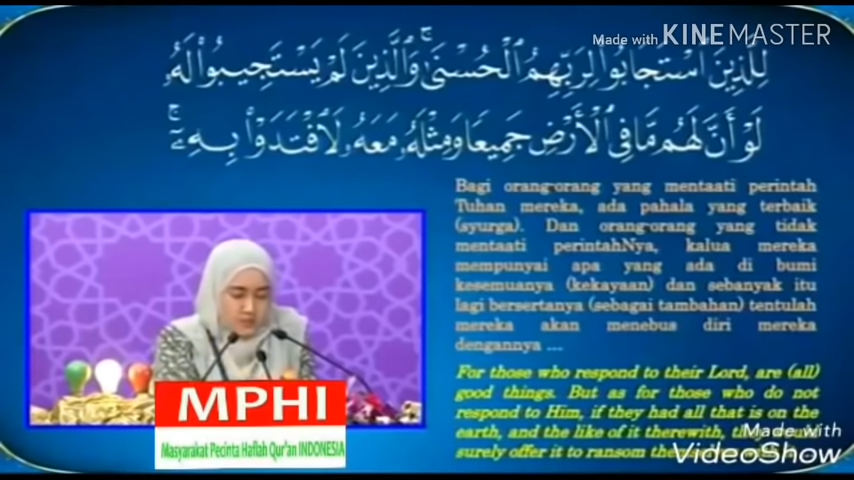 Made with KINEMASTER
لِلَّذِينَ ٱسْتَجَابُوا۟ لِرَبِّهِمُ ٱلْحُسْنَىٰ ۚ وَٱلَّذِينَ لَمْ يَسْتَجِيبُوا۟ لَهُۥ
لَوْ أَنَّ لَهُم مَّا فِى ٱلْأَرْضِ جَمِيعًا وَمِثْلَهُۥ مَعَهُۥ لَٱفْتَدَوْا۟ بِهِۦٓ ۚ
Bagi orang-orang yang mentaati perintah
Tuhan mereka, ada pahala yang terbaik
(syurga). Dan orang-orang yang tidak
mentaati perintahNya, kalua mereka
mempunyai apa yang ada di bumi
kesemuanya (kekayaan) dan sebanyak itu
lagi bersertanya (sebagai tambahan) tentulah
mereka akan menebus diri mereka
dengannya ...
For those who respond to their Lord, are (all)
good things. But as for those who do not
respond to Him, if they had all that is on the
earth, and the like of it therewith,
surely offer it to ransom
Made with
VideoShow
MPHI
Masyarakat Pecinta Haflah Qur'an INDONESIA